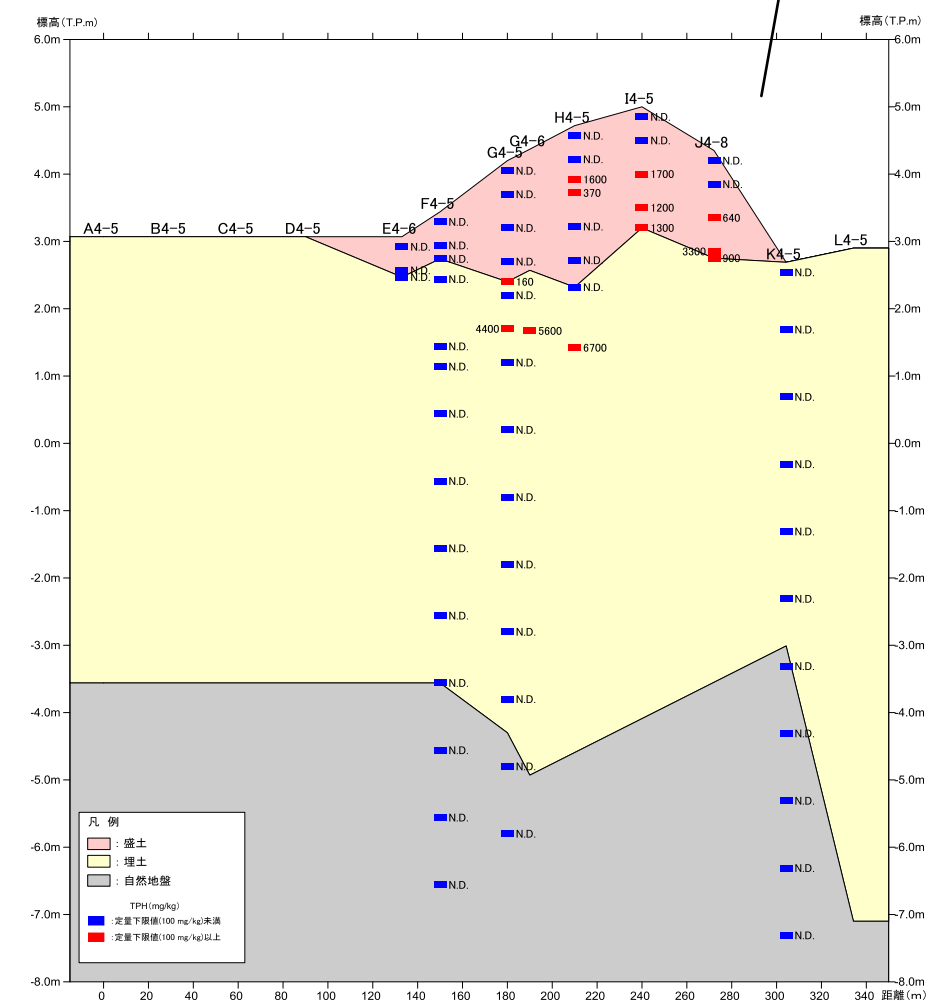 標高(T.P.m) 標高(T.P.m)
6.0m 6.0m
I4-5
5.0m 5.0m
N.D.
H4-5
N.D. N.D.
G4-6
J4-8
G4-5
N.D. N.D.
N.D.
4.0m 4.0m
1600 1700
N.D.
370
N.D.
F4-5
1200
640
N.D.
A4-5 B4-5 C4-5 D4-5 E4-6
N.D. N.D. 1300
3.0m 3.0m
L4-5
N.D. N.D.
3300
K4-5
N.D. N.D. N.D. 900
N.D.
N.D. N.D. 160 N.D.
N.D.
N.D.
2.0m 2.0m
4400 5600 N.D.
N.D. 6700
N.D. N.D.
1.0m 1.0m
N.D.
N.D.
N.D.
0.0m 0.0m
N.D.
N.D.
N.D.
-1.0m -1.0m
N.D.
N.D.
N.D.
-2.0m -2.0m
N.D.
N.D.
N.D.
-3.0m -3.0m
N.D.
N.D.
N.D.
-4.0m -4.0m
N.D.
N.D.
N.D.
-5.0m -5.0m
N.D.
N.D.
凡 例
N.D.
-6.0m -6.0m
：盛土
：埋土
N.D.
：自然地盤
N.D.
TPH(mg/kg)
-7.0m -7.0m
:定量下限値(100 mg/kg)未満
:定量下限値(100 mg/kg)以上
N.D.
-8.0m -8.0m
0 20 40 60 80 100 120 140 160 180 200 220 240 260 280 300 320 340 距離(m)